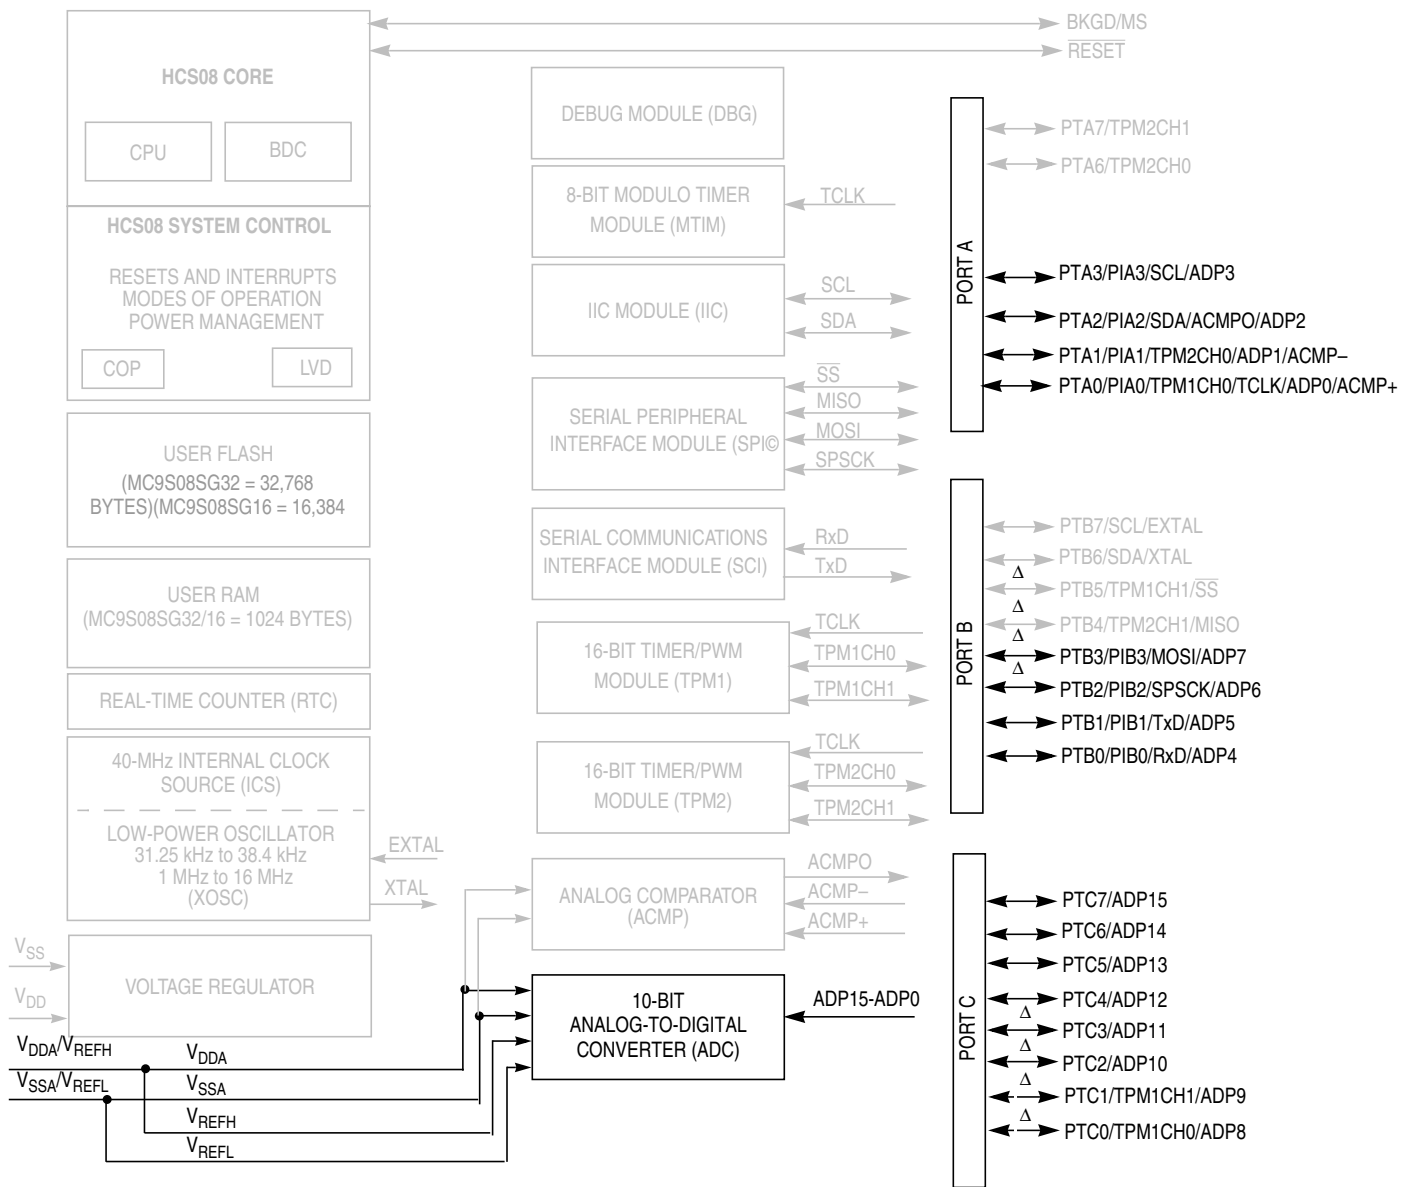 BKGD/MS
RESET
HCS08 CORE
CPU
BDC
HCS08 SYSTEM CONTROL
RESETS AND INTERRUPTS
MODES OF OPERATION
POWER MANAGEMENT
COP
LVD
USER FLASH
(MC9S08SG32 = 32,768
BYTES)(MC9S08SG16 = 16,384
USER RAM
(MC9S08SG32/16 = 1024 BYTES)
REAL-TIME COUNTER (RTC)
40-MHz INTERNAL CLOCK
SOURCE (ICS)
LOW-POWER OSCILLATOR
31.25 kHz to 38.4 kHz
1 MHz to 16 MHz
(XOSC)
EXTAL
XTAL
VSS
VDD
VOLTAGE REGULATOR
VDDA/VREFH
VSSA/VREFL
VDDA
VSSA
VREFH
VREFL
DEBUG MODULE (DBG)
8-BIT MODULO TIMER
MODULE (MTIM)
TCLK
IIC MODULE (IIC)
SCL
SDA
SERIAL PERIPHERAL
INTERFACE MODULE (SPI©
SS
MISO
MOSI
SPSCK
SERIAL COMMUNICATIONS
INTERFACE MODULE (SCI)
RxD
TxD
16-BIT TIMER/PWM
MODULE (TPM1)
TCLK
TPM1CH0
TPM1CH1
16-BIT TIMER/PWM
MODULE (TPM2)
TCLK
TPM2CH0
TPM2CH1
ANALOG COMPARATOR
(ACMP)
ACMPO
ACMP–
ACMP+
10-BIT
ANALOG-TO-DIGITAL
CONVERTER (ADC)
ADP15-ADP0
PORT A
PTA7/TPM2CH1
PTA6/TPM2CH0
PTA3/PIA3/SCL/ADP3
PTA2/PIA2/SDA/ACMPO/ADP2
PTA1/PIA1/TPM2CH0/ADP1/ACMP–
PTA0/PIA0/TPM1CH0/TCLK/ADP0/ACMP+
PORT B
PTB7/SCL/EXTAL
PTB6/SDA/XTAL
Δ
PTB5/TPM1CH1/SS
Δ
PTB4/TPM2CH1/MISO
Δ
PTB3/PIB3/MOSI/ADP7
Δ
PTB2/PIB2/SPSCK/ADP6
PTB1/PIB1/TxD/ADP5
PTB0/PIB0/RxD/ADP4
PORT C
PTC7/ADP15
PTC6/ADP14
PTC5/ADP13
PTC4/ADP12
Δ
PTC3/ADP11
Δ
PTC2/ADP10
Δ
PTC1/TPM1CH1/ADP9
Δ
PTC0/TPM1CH0/ADP8